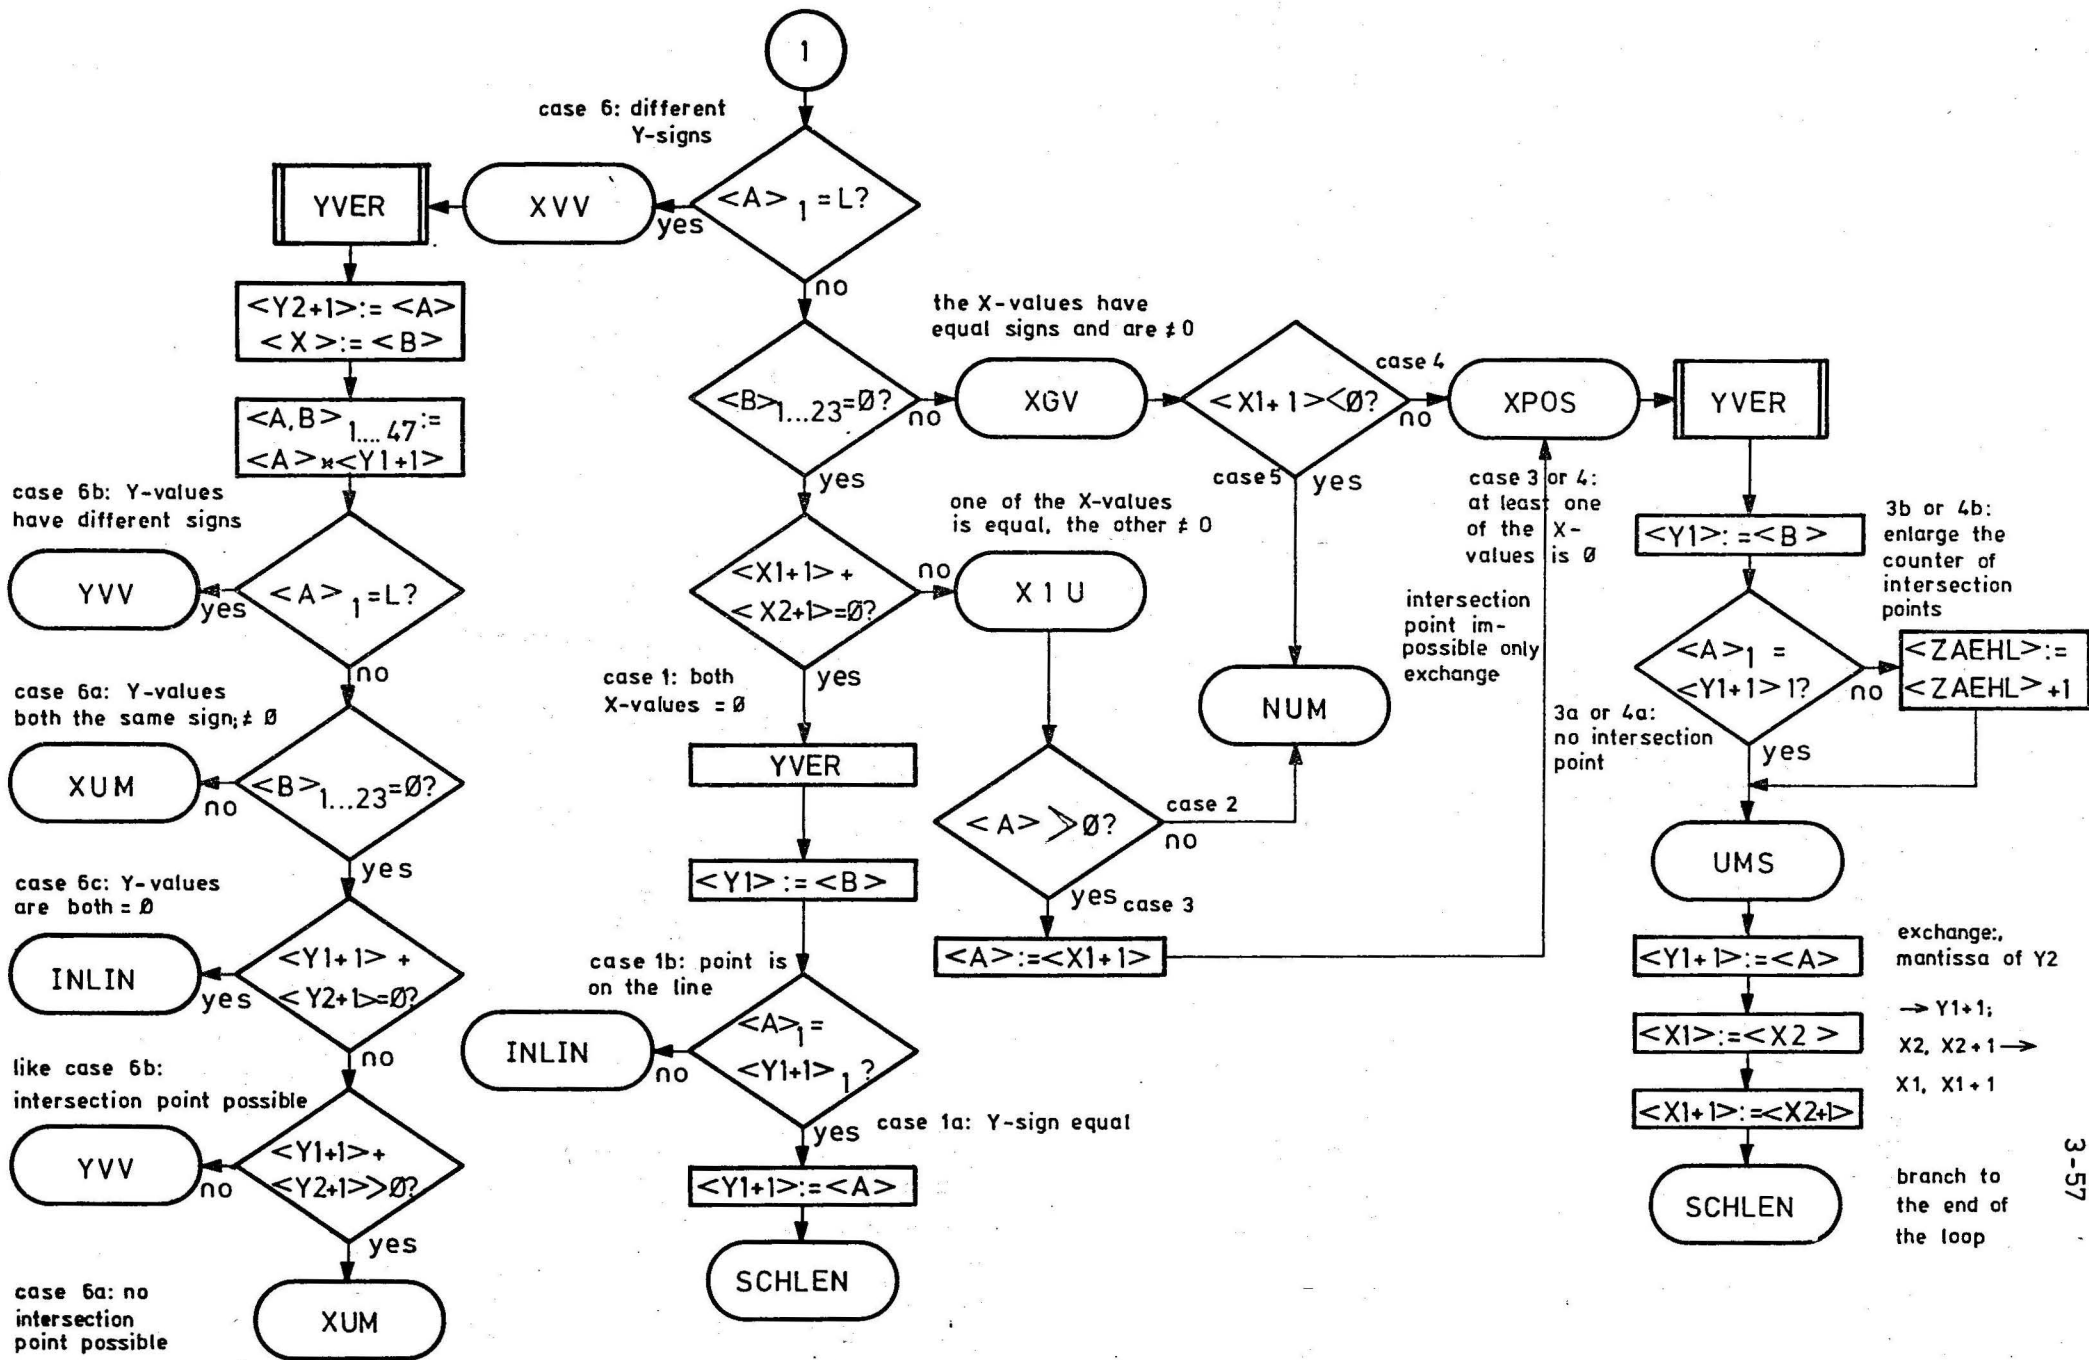 1
case 6: different
Y-signs
<A> 1 = L?
yes
no
XVV
YVER
<Y2+1>:= <A>
<X>:= <B>
<A,B> 1.... 47 :=
<A> * <Y1+1>
case 6b: Y-values
have different signs
<A> 1 = L?
yes
no
YVV
case 6a: Y-values
both the same sign; ≠ Ø
<B> 1...23 = Ø?
no
yes
XUM
case 6c: Y-values
are both = Ø
<Y1+1> +
<Y2+1>=Ø?
yes
no
INLIN
like case 6b:
intersection point possible
<Y1+1> +
<Y2+1>>Ø?
no
yes
YVV
case 6a: no
intersection
point possible
XUM
<B> 1...23 = Ø?
no
yes
<X1+1> +
<X2+1>=Ø?
no
yes
case 1: both
X-values = Ø
YVER
<Y1> := <B>
case 1b: point is
on the line
<A> 1 =
<Y1+1> 1 ?
no
yes
INLIN
case 1a: Y-sign equal
<Y1+1>:=<A>
SCHLEN
the X-values have
equal signs and are ≠ 0
XGV
<X1+1> <Ø?
case 4
no
case 5
yes
one of the X-values
is equal, the other ≠ 0
X1U
<A> >Ø?
case 2
no
yes
case 3
<A>:=<X1+1>
NUM
XPOS
case 3 or 4:
at least one
of the X-
values is Ø
intersection
point im-
possible only
exchange
YVER
<Y1>:=<B>
3b or 4b:
enlarge the
counter of
intersection
points
<A>1 =
<Y1+1> 1?
no
yes
<ZAEHL>:=
<ZAEHL> +1
3a or 4a:
no intersection
point
UMS
<Y1+1>:=<A>
<X1>:=<X2>
<X1+1>:=<X2+1>
exchange:,
mantissa of Y2
→ Y1+1;
X2, X2+1 →
X1, X1+1
SCHLEN
branch to
the end of
the loop
3-57